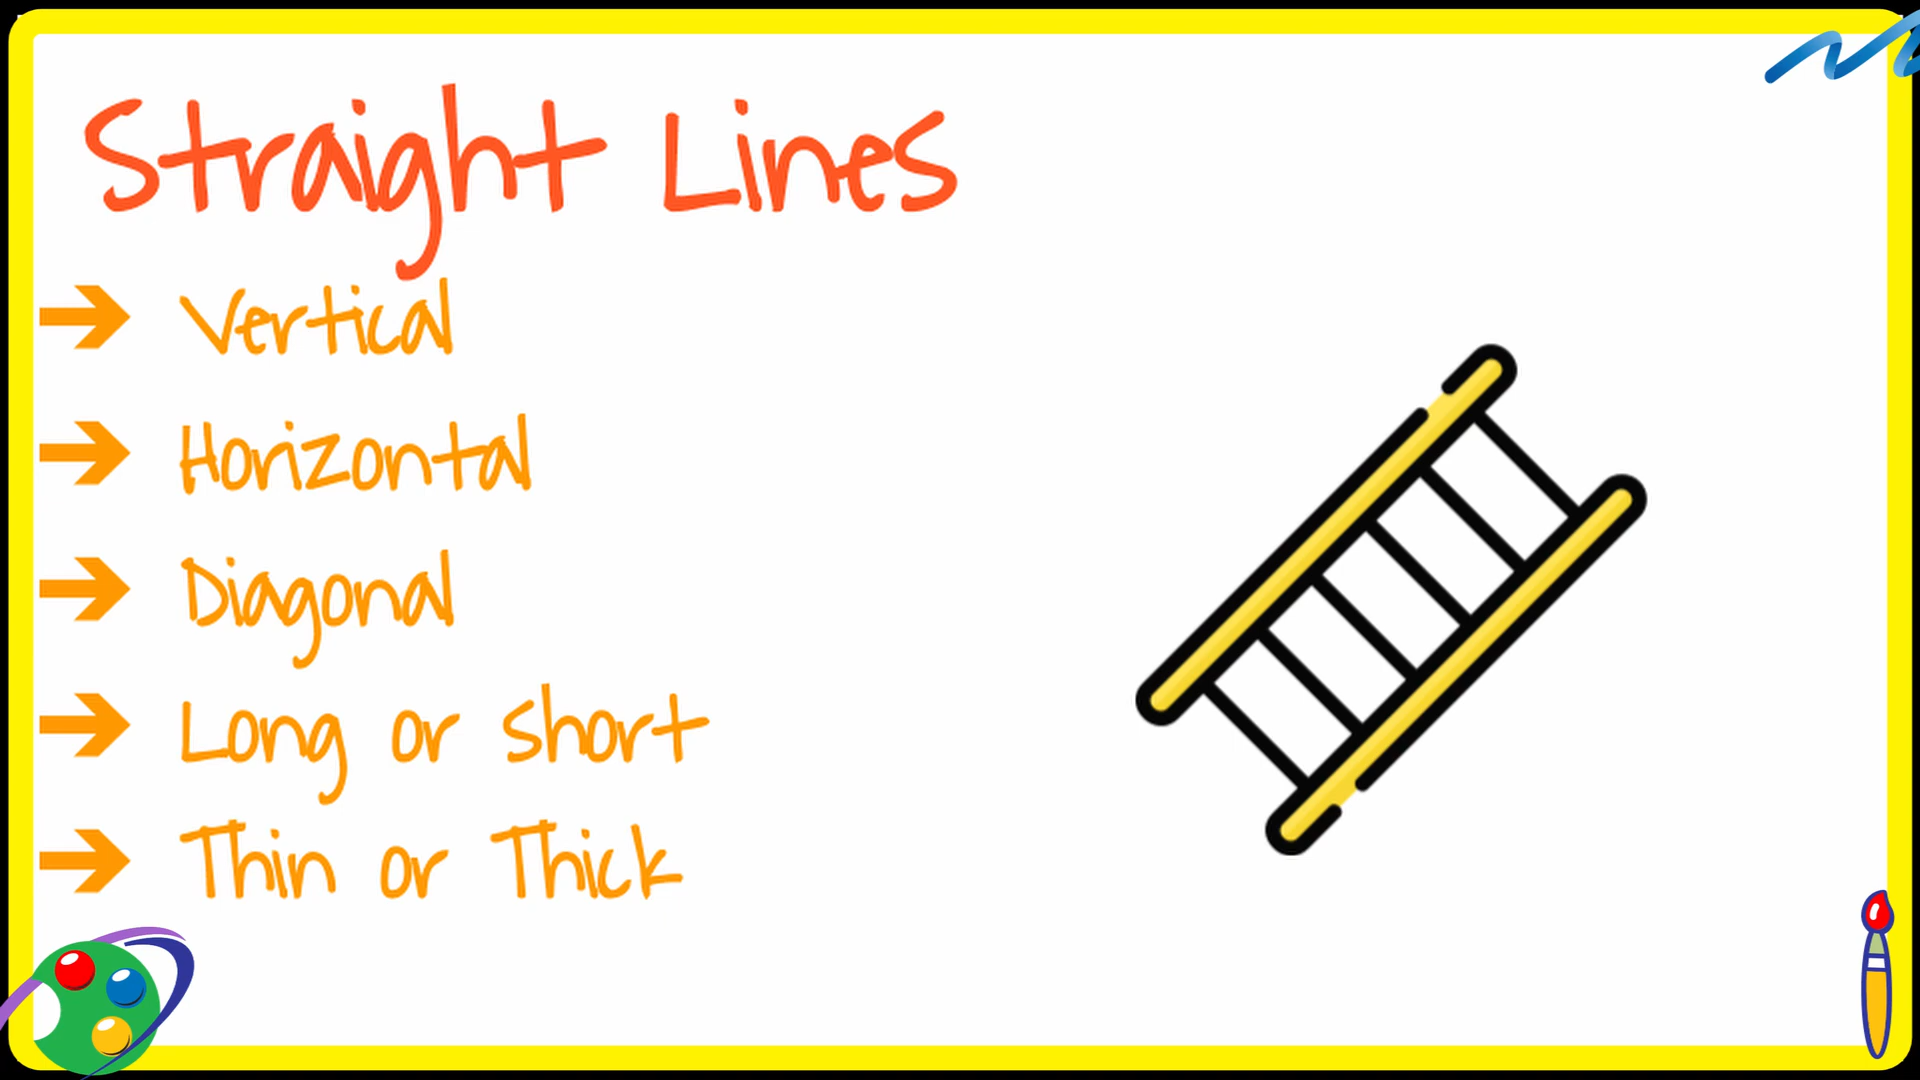 Straight Lines
Vertical
Horizontal
Diagonal
Long or short
Thin or Thick